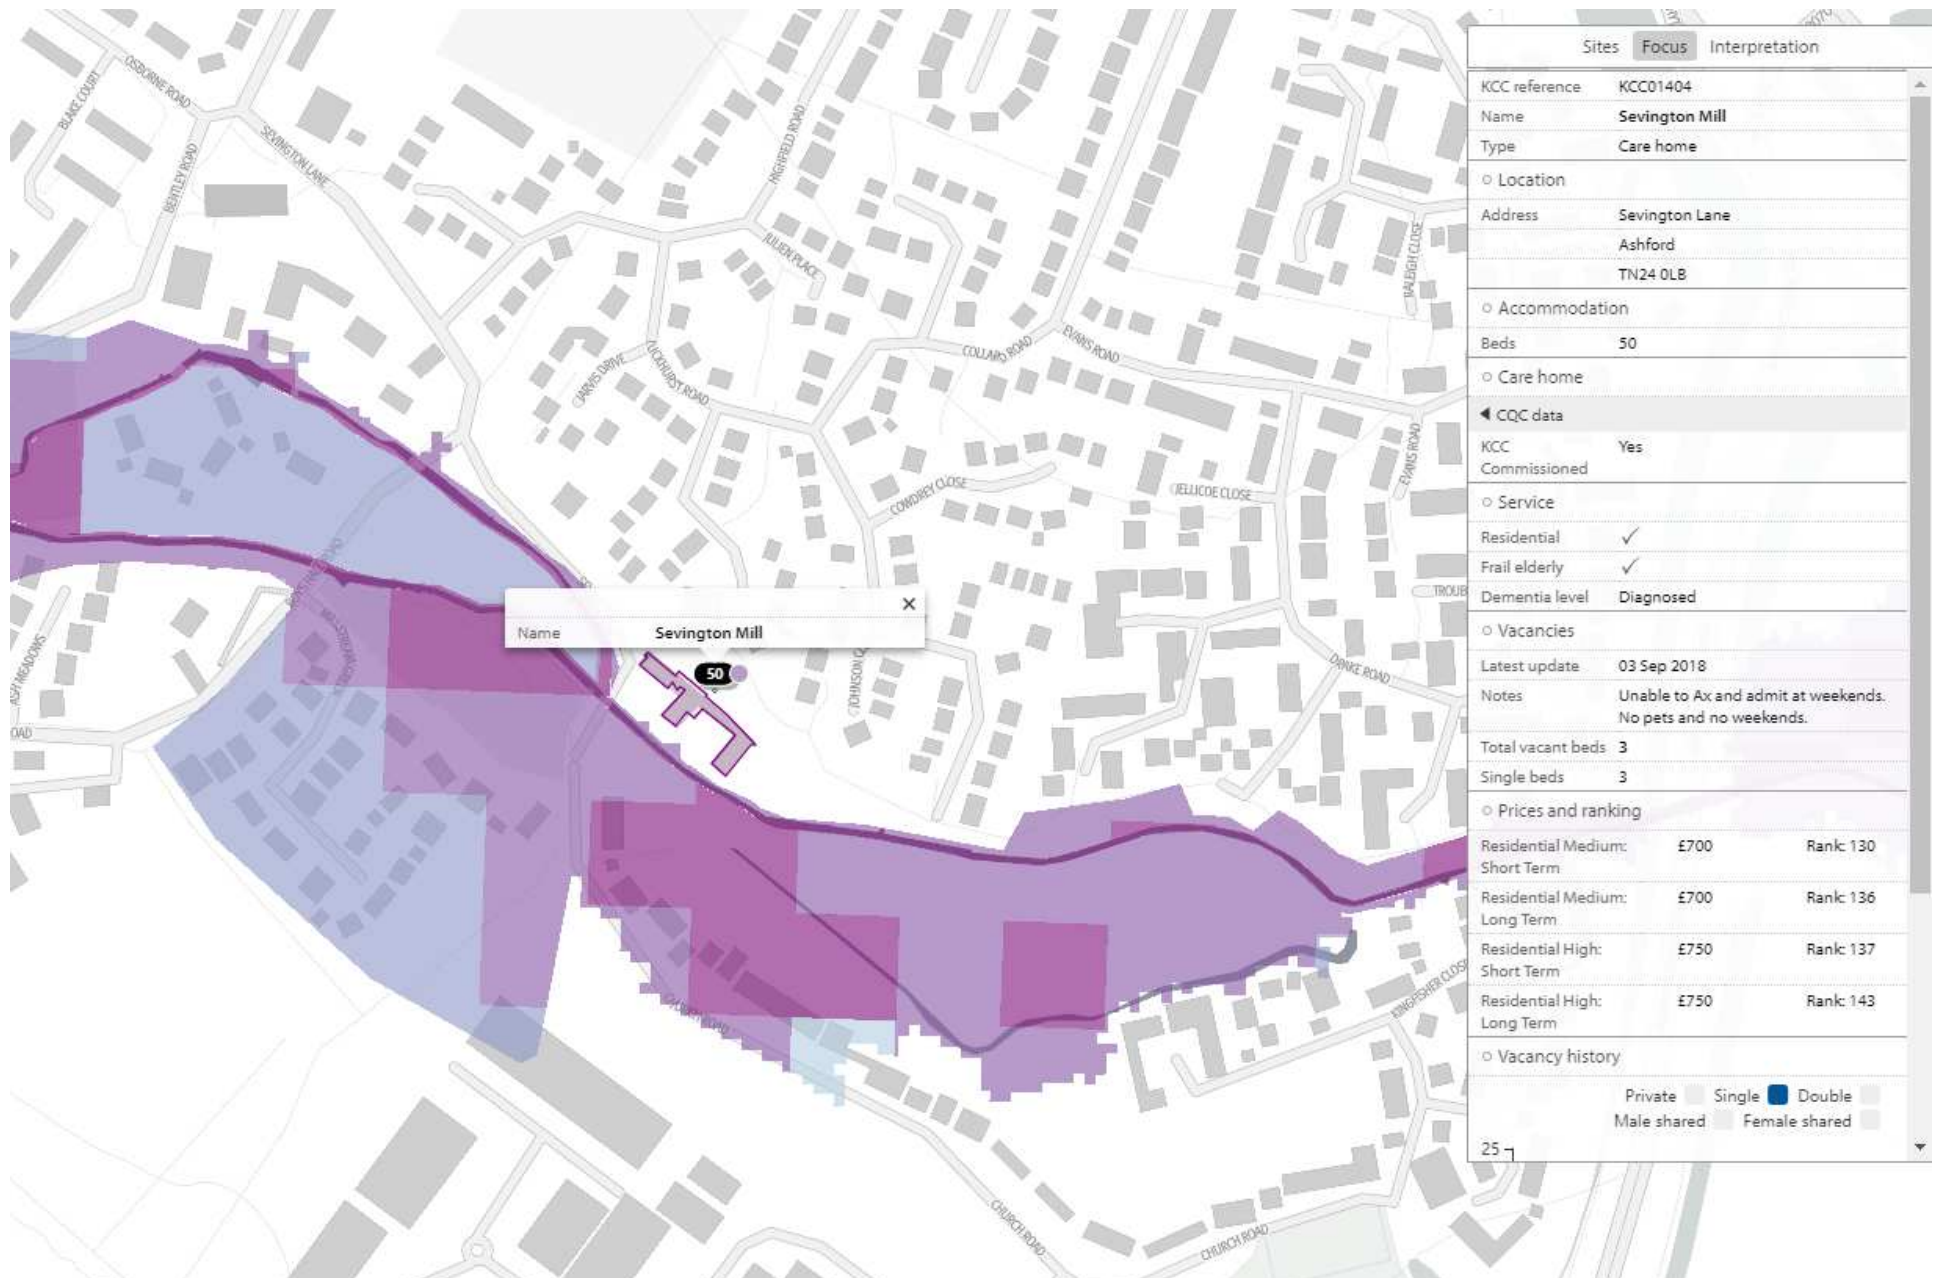 Sites Focus Interpretation
KCC reference KCC01404
Name Sevington Mill
Type Care home
Location
Address Sevington Lane
Ashford
TN24 0LB
Accommodation
Beds 50
Care home
CQC data
KCC Yes
Commissioned
Service
Residential ✓
Frail elderly ✓
Dementia level Diagnosed
Vacancies
Latest update 03 Sep 2018
Notes Unable to Ax and admit at weekends.
No pets and no weekends.
Total vacant beds 3
Single beds 3
Prices and ranking
Residential Medium: £700 Rank: 130
Short Term
Residential Medium: £700 Rank: 136
Long Term
Residential High: £750 Rank: 137
Short Term
Residential High: £750 Rank: 143
Long Term
Vacancy history
Private Single Double
Male shared Female shared
25
Name Sevington Mill
50
OSBORNE ROAD
BLAKE COURT
BENTLEY ROAD
SEVINGTON LANE
HIGHFIELD ROAD
JULIEN PLACE
JARVIS DRIVE
TUCKHURST ROAD
COLLARD ROAD
EVANS ROAD
RALEIGH CLOSE
EVANS ROAD
COWDREY CLOSE
JELLICOE CLOSE
DRAKE ROAD
ASH MEADOWS
OAD
KINGFISHER CLOSE
CHURCH ROAD
CHURCH ROAD
CHURCH ROAD